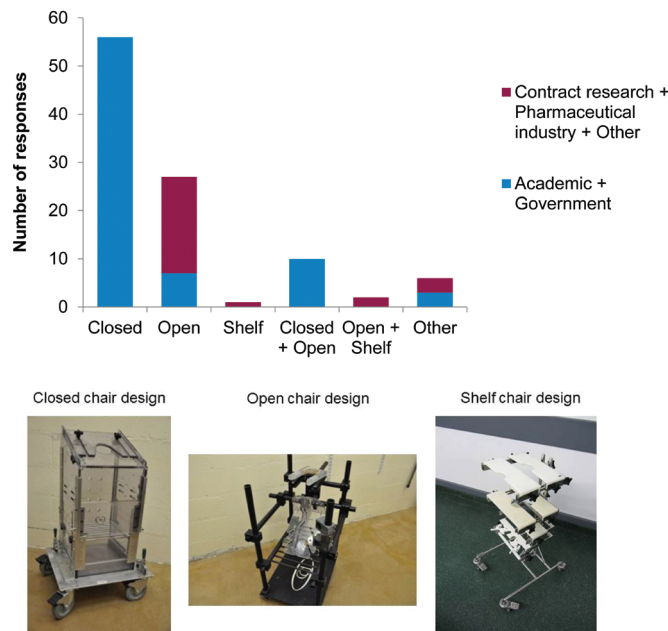 60
50
40
30
20
10
0
Number of responses
Closed
Open
Shelf
Closed
+ Open
Open +
Shelf
Other
Contract research +
Pharmaceutical
industry + Other
Academic +
Government
Closed chair design
Open chair design
Shelf chair design